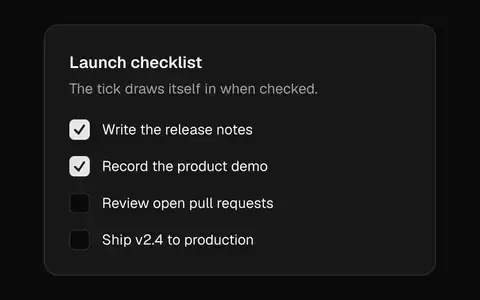 Launch checklist
The tick draws itself in when checked.
Write the release notes
Record the product demo
Review open pull requests
Ship v2.4 to production